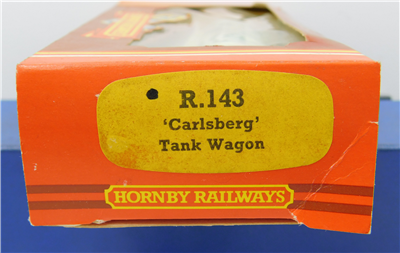 R.143
'Carlsberg'
Tank Wagon
HORNBY RAILWAYS